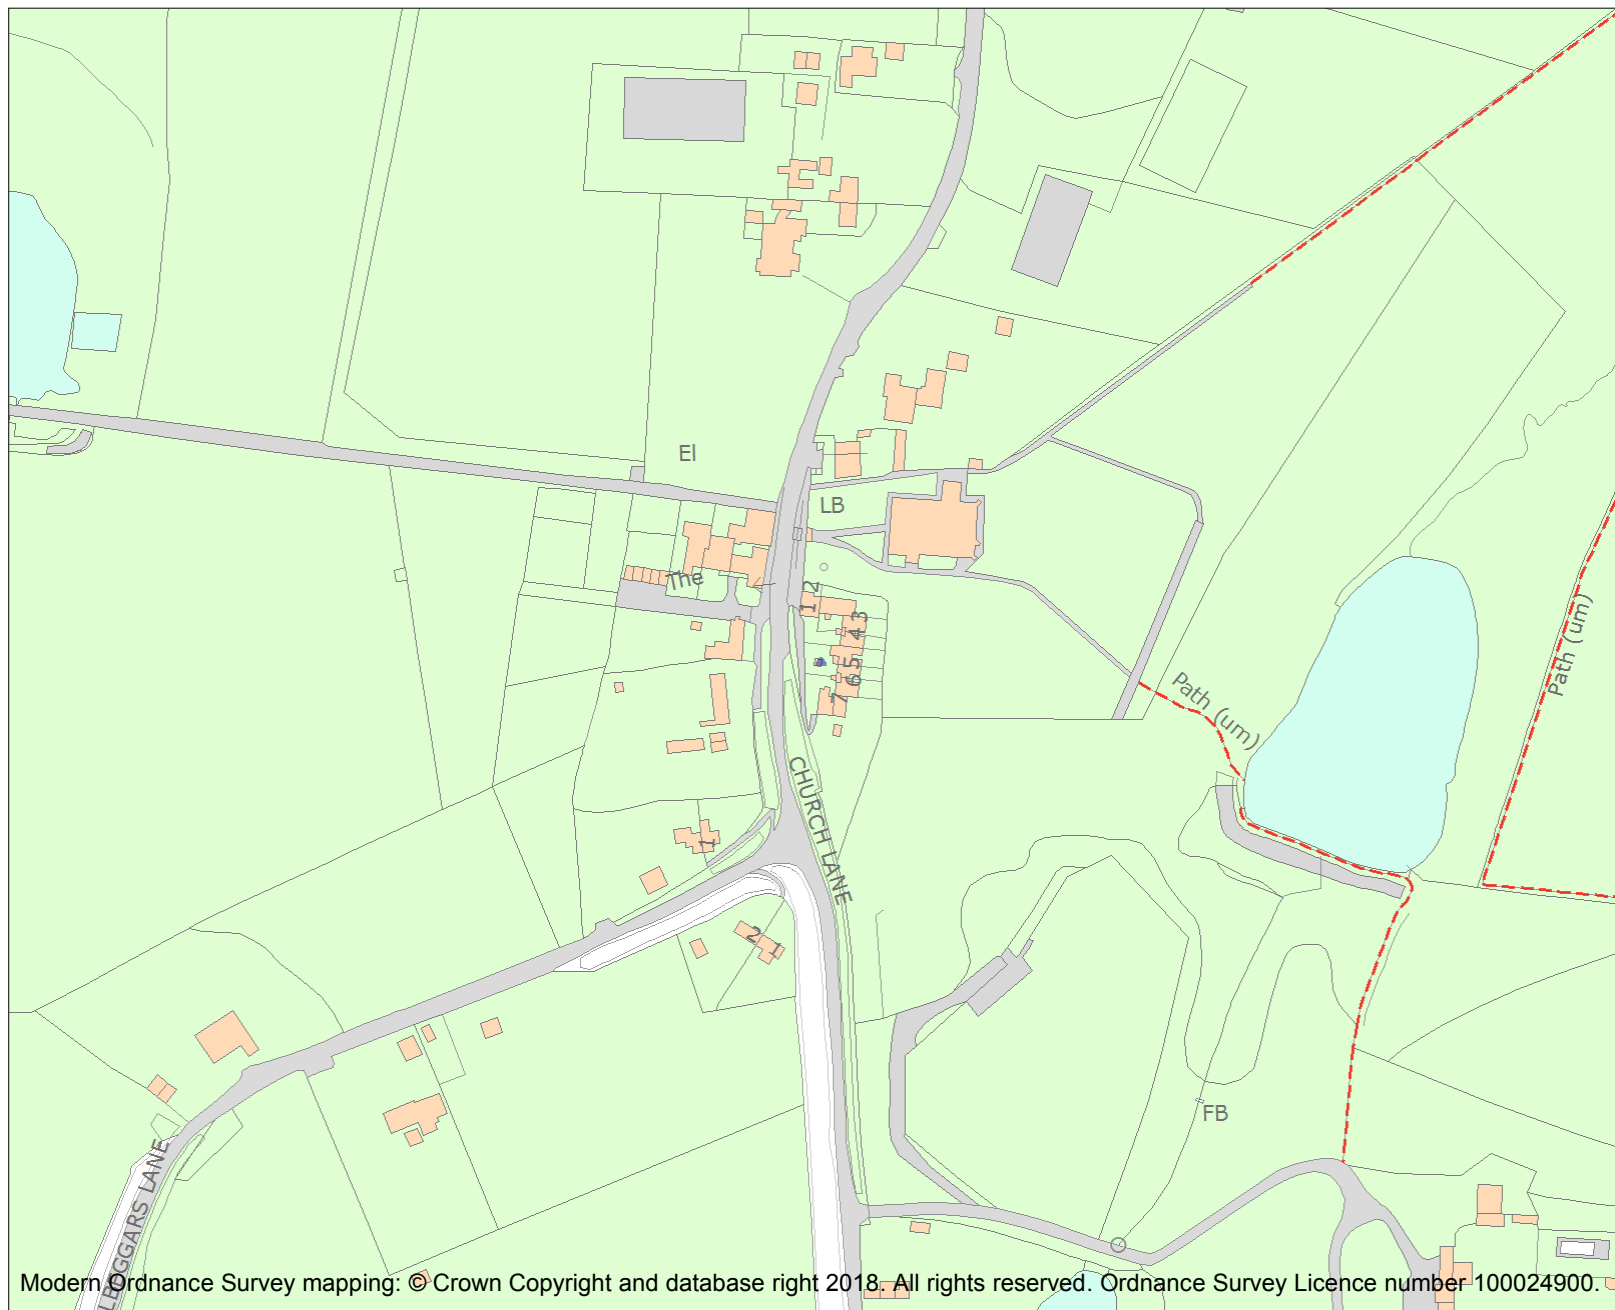 El
LB
The
1 2
3
4
5
6
7
Path (um)
Path (um)
CHURCH LANE
1
2
1
FB
LBEGGARS LANE
Modern Ordnance Survey mapping: © Crown Copyright and database right 2018. All rights reserved. Ordnance Survey Licence number 100024900.